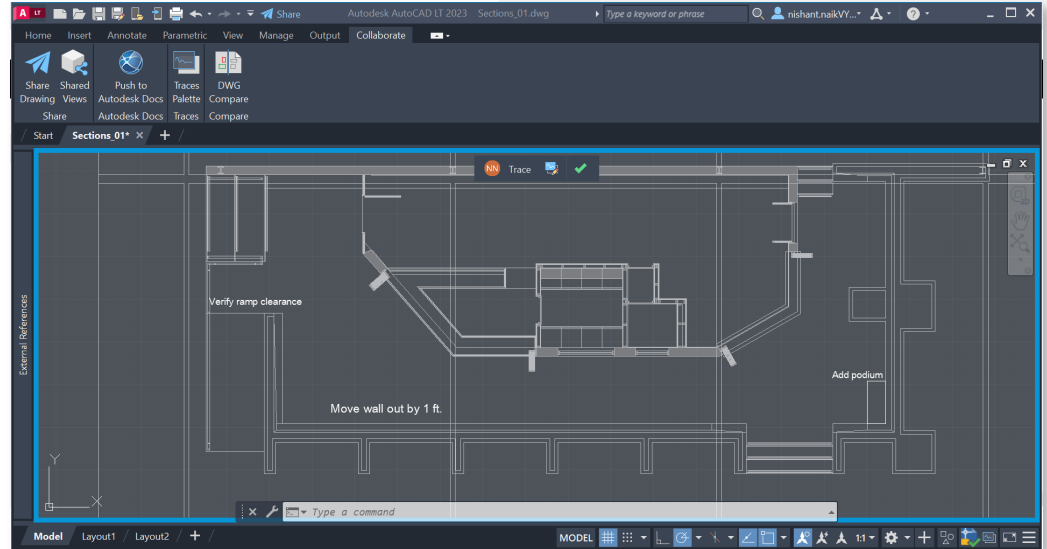 A LT Share Autodesk AutoCAD LT 2023 Sections_01.dwg Type a keyword or phrase nishant.naikVY...
Home Insert Annotate Parametric View Manage Output Collaborate
Share Shared Push to Traces DWG
Drawing Views Autodesk Docs Palette Compare
Share Autodesk Docs Traces Compare
Start Sections_01* +
NN Trace
External References
Verify ramp clearance
Add podium
Move wall out by 1 ft.
Y
X
Type a command
Model Layout1 Layout2 + MODEL 1:1